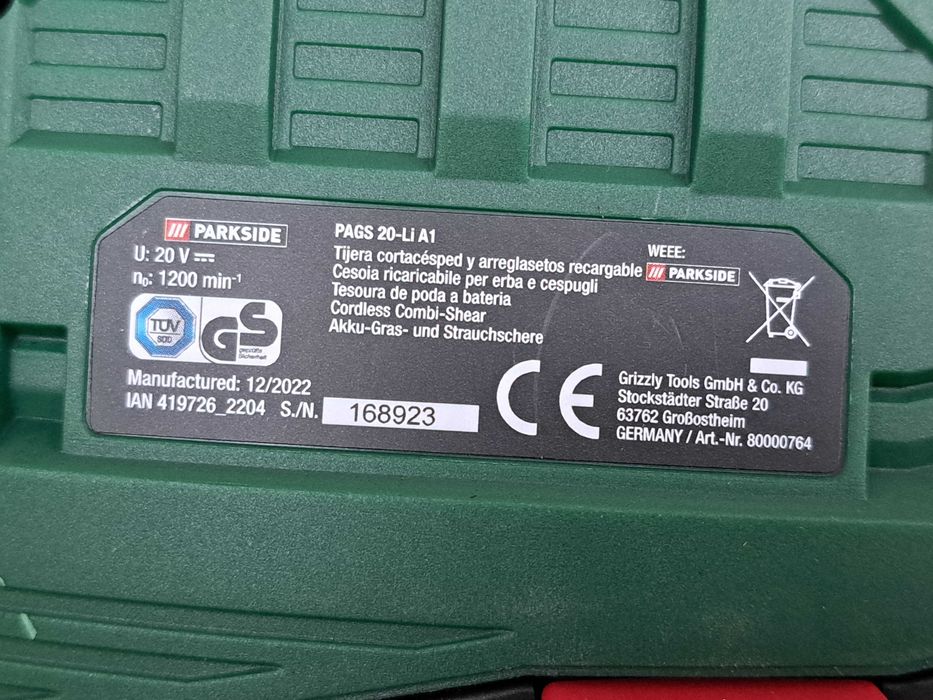 PARKSIDE
U: 20 V ⎓
n₀: 1200 min⁻¹
TÜV
SÜD
GS
geprüfte
Sicherheit
Manufactured: 12/2022
IAN 419726_2204 S./N. 168923
PAGS 20-Li A1
Tijera cortacésped y arreglasetos recargable
Cesoia ricaricabile per erba e cespugli
Tesoura de poda a bateria
Cordless Combi-Shear
Akku-Gras- und Strauchschere
WEEE:
PARKSIDE
CE
Grizzly Tools GmbH & Co. KG
Stockstädter Straße 20
63762 Großostheim
GERMANY / Art.-Nr. 80000764